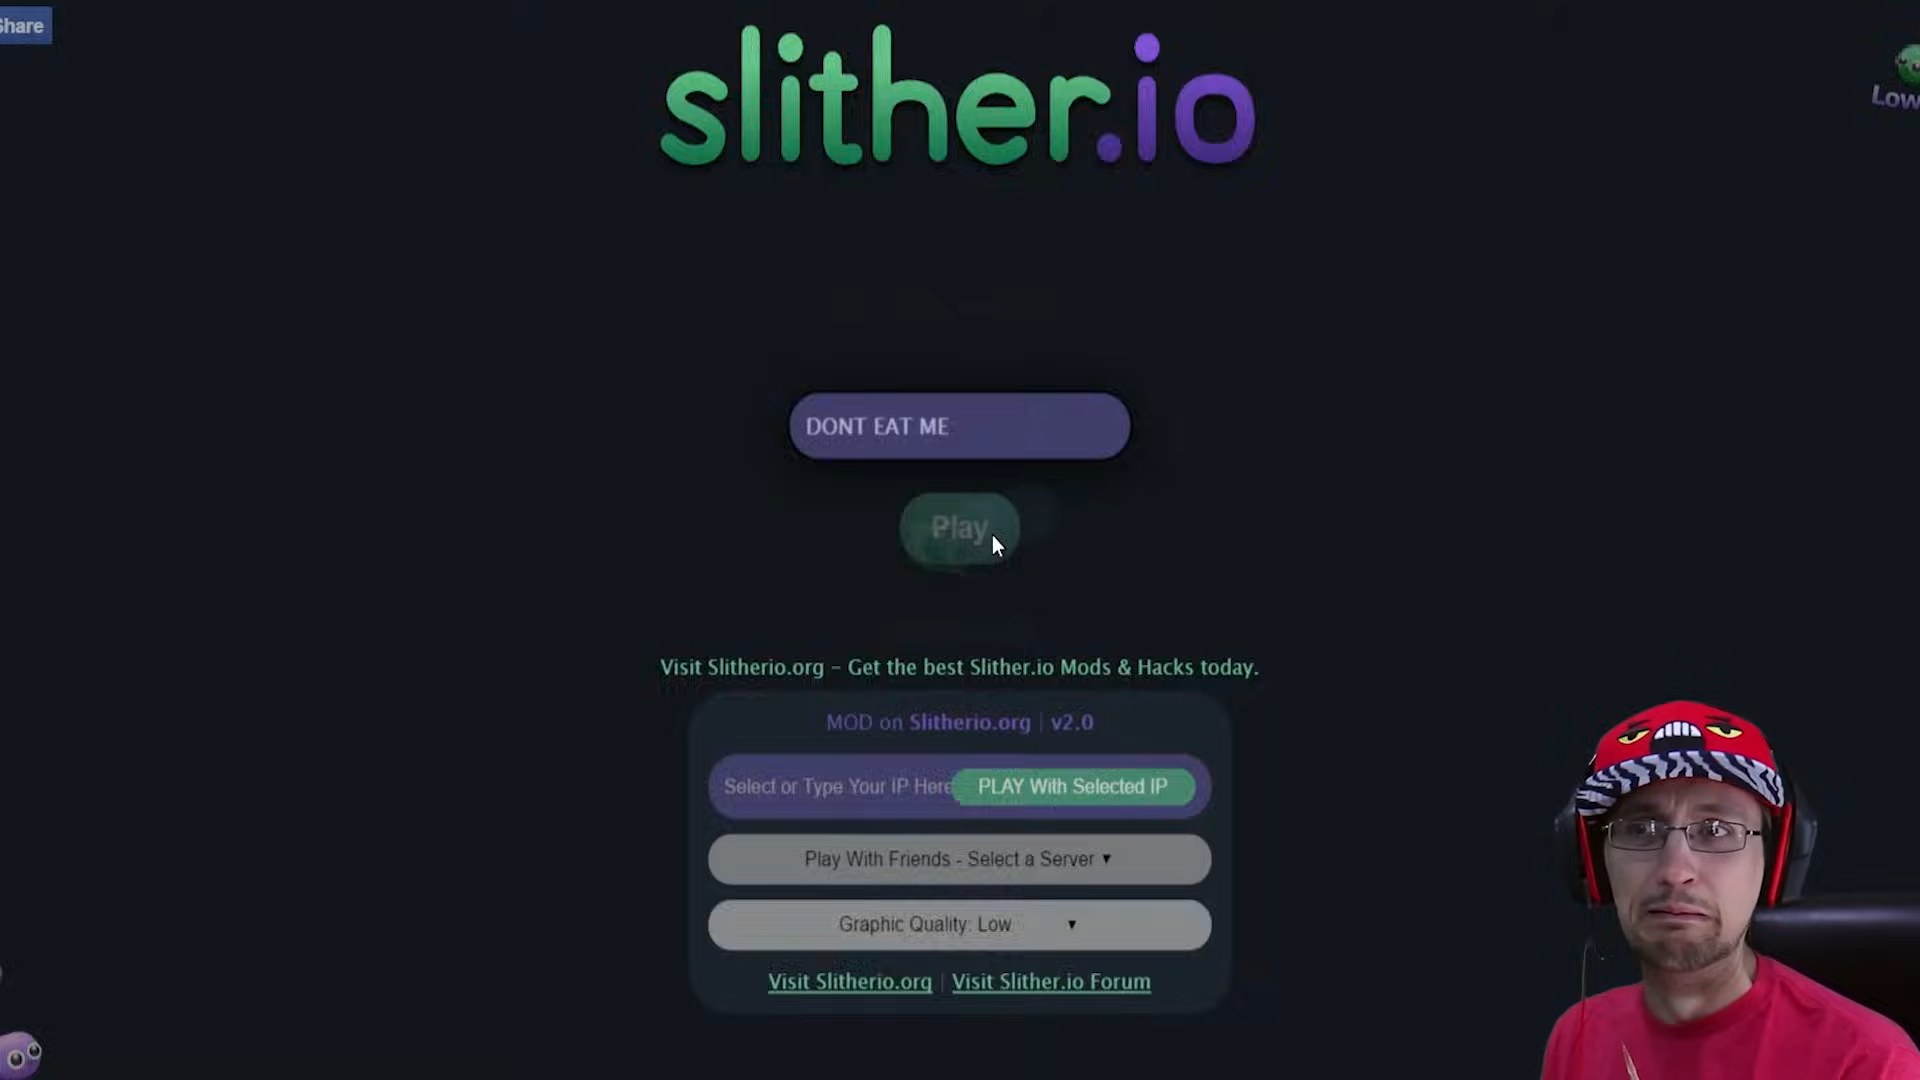 Share
slither.io
Low
DONT EAT ME
Play
Visit Slitherio.org – Get the best Slither.io Mods & Hacks today.
MOD on Slitherio.org | v2.0
Select or Type Your IP Here PLAY With Selected IP
Play With Friends - Select a Server ▾
Graphic Quality: Low ▾
Visit Slitherio.org | Visit Slither.io Forum